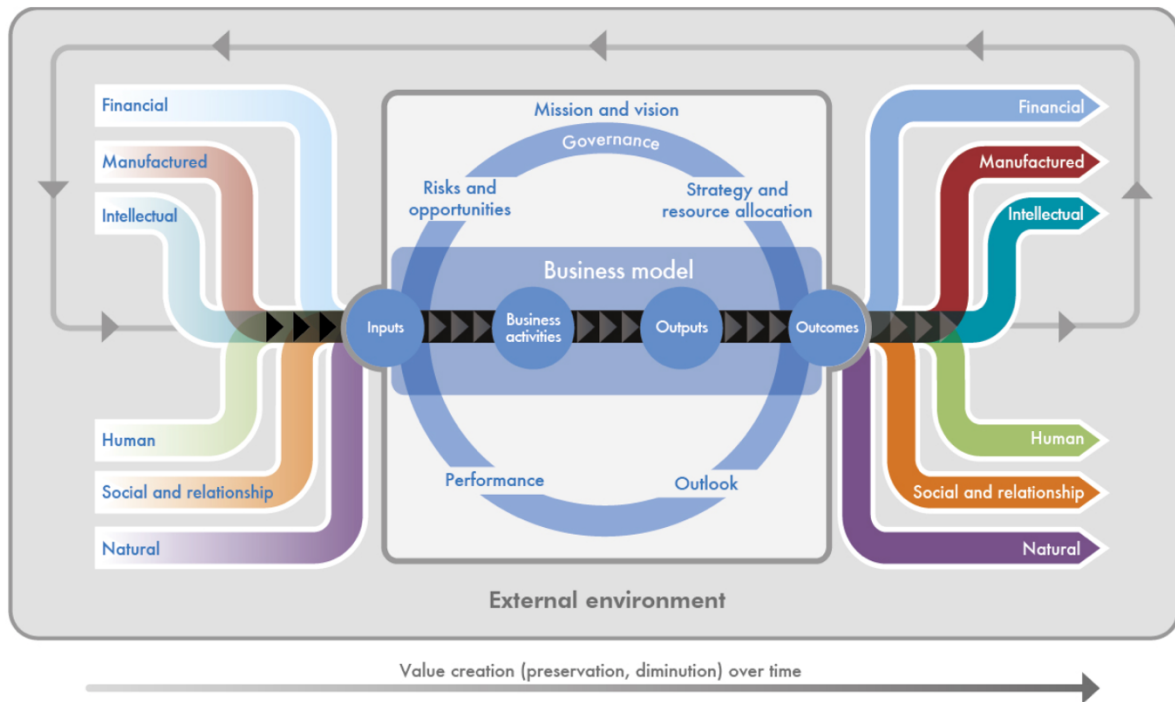 Financial
Manufactured
Intellectual
Human
Social and relationship
Natural
Mission and vision
Governance
Risks and
opportunities
Strategy and
resource allocation
Business model
Inputs
Business
activities
Outputs
Outcomes
Performance
Outlook
Financial
Manufactured
Intellectual
Human
Social and relationship
Natural
External environment
Value creation (preservation, diminution) over time